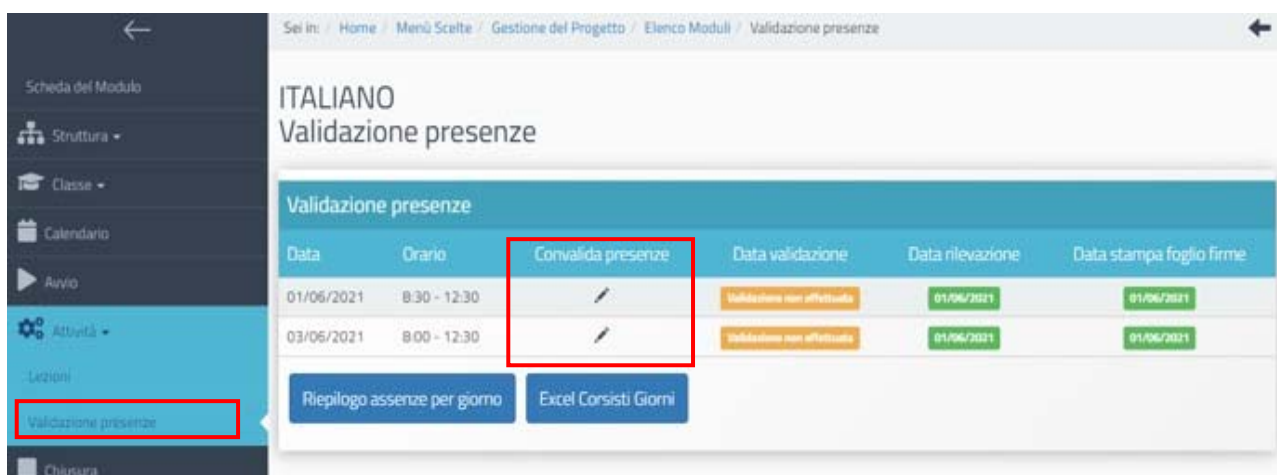 Sei in: / Home / Menù Scelte / Gestione del Progetto / Elenco Moduli / Validazione presenze
Scheda del Modulo
Struttura
Classe
Calendario
Avvio
Attività
Lezioni
Validazione presenze
Chiusura
ITALIANO
Validazione presenze
Validazione presenze
Data Orario Convalida presenze Data validazione Data rilevazione Data stampa foglio firme
01/06/2021 8:30 - 12:30 Validazione non effettuata 01/06/2021 01/06/2021
03/06/2021 8:00 - 12:30 Validazione non effettuata 01/06/2021 01/06/2021
Riepilogo assenze per giorno Excel Corsisti Giorni